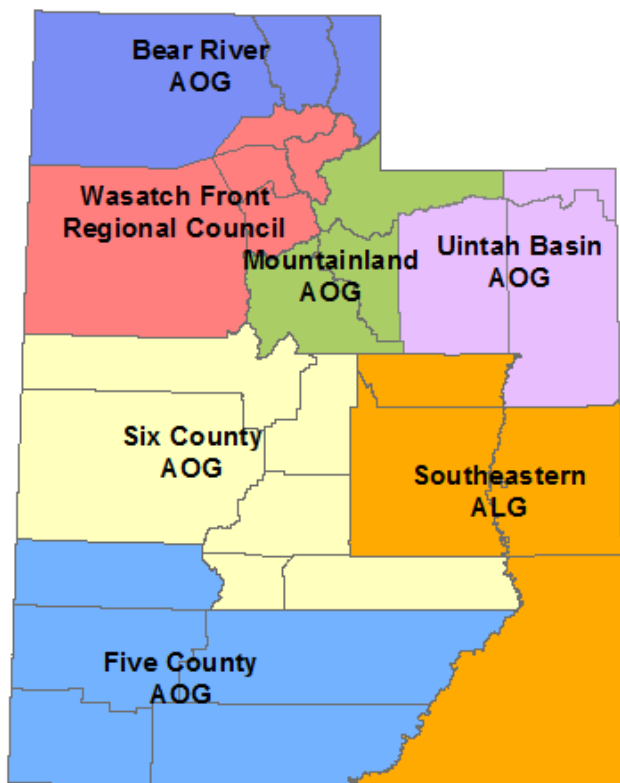 Bear River
AOG
Wasatch Front
Regional Council
Mountainland
AOG
Uintah Basin
AOG
Six County
AOG
Southeastern
ALG
Five County
AOG